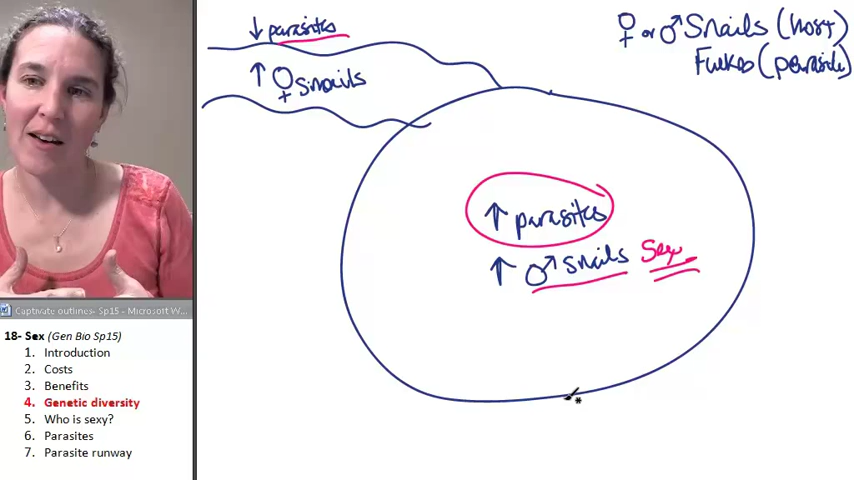 ↓ parasites
↑ ♀ snails
♀ or ♂ Snails (host)
Flukes (parasite)
↑ parasites
↑ ♂ snails Sex
Captivate outlines- Sp15 - Microsoft W...
18- Sex (Gen Bio Sp15)
1. Introduction
2. Costs
3. Benefits
4. Genetic diversity
5. Who is sexy?
6. Parasites
7. Parasite runway